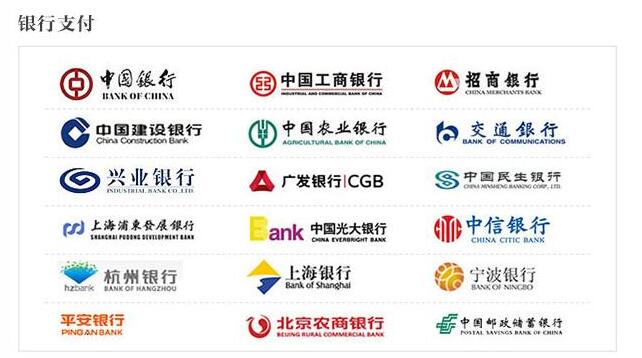 银行支付
中国银行
BANK OF CHINA
中国工商银行
INDUSTRIAL AND COMMERCIAL BANK OF CHINA
招商银行
CHINA MERCHANTS BANK
中国建设银行
China Construction Bank
中国农业银行
AGRICULTURAL BANK OF CHINA
交通银行
BANK OF COMMUNICATIONS
兴业银行
INDUSTRIAL BANK CO.,LTD.
广发银行|CGB
中国民生银行
CHINA MINSHENG BANKING CORP., LTD.
上海浦东發展銀行
SHANGHAI PUDONG DEVELOPMENT BANK
Bank 中国光大银行
CHINA EVERBRIGHT BANK
中信银行
CHINA CITIC BANK
hzbank 杭州银行
BANK OF HANGZHOU
上海银行
Bank of Shanghai
宁波银行
BANK OF NINGBO
平安银行
PINGAN BANK
北京农商银行
BEIJING RURAL COMMERCIAL BANK
中国邮政储蓄银行
POSTAL SAVINGS BANK OF CHINA